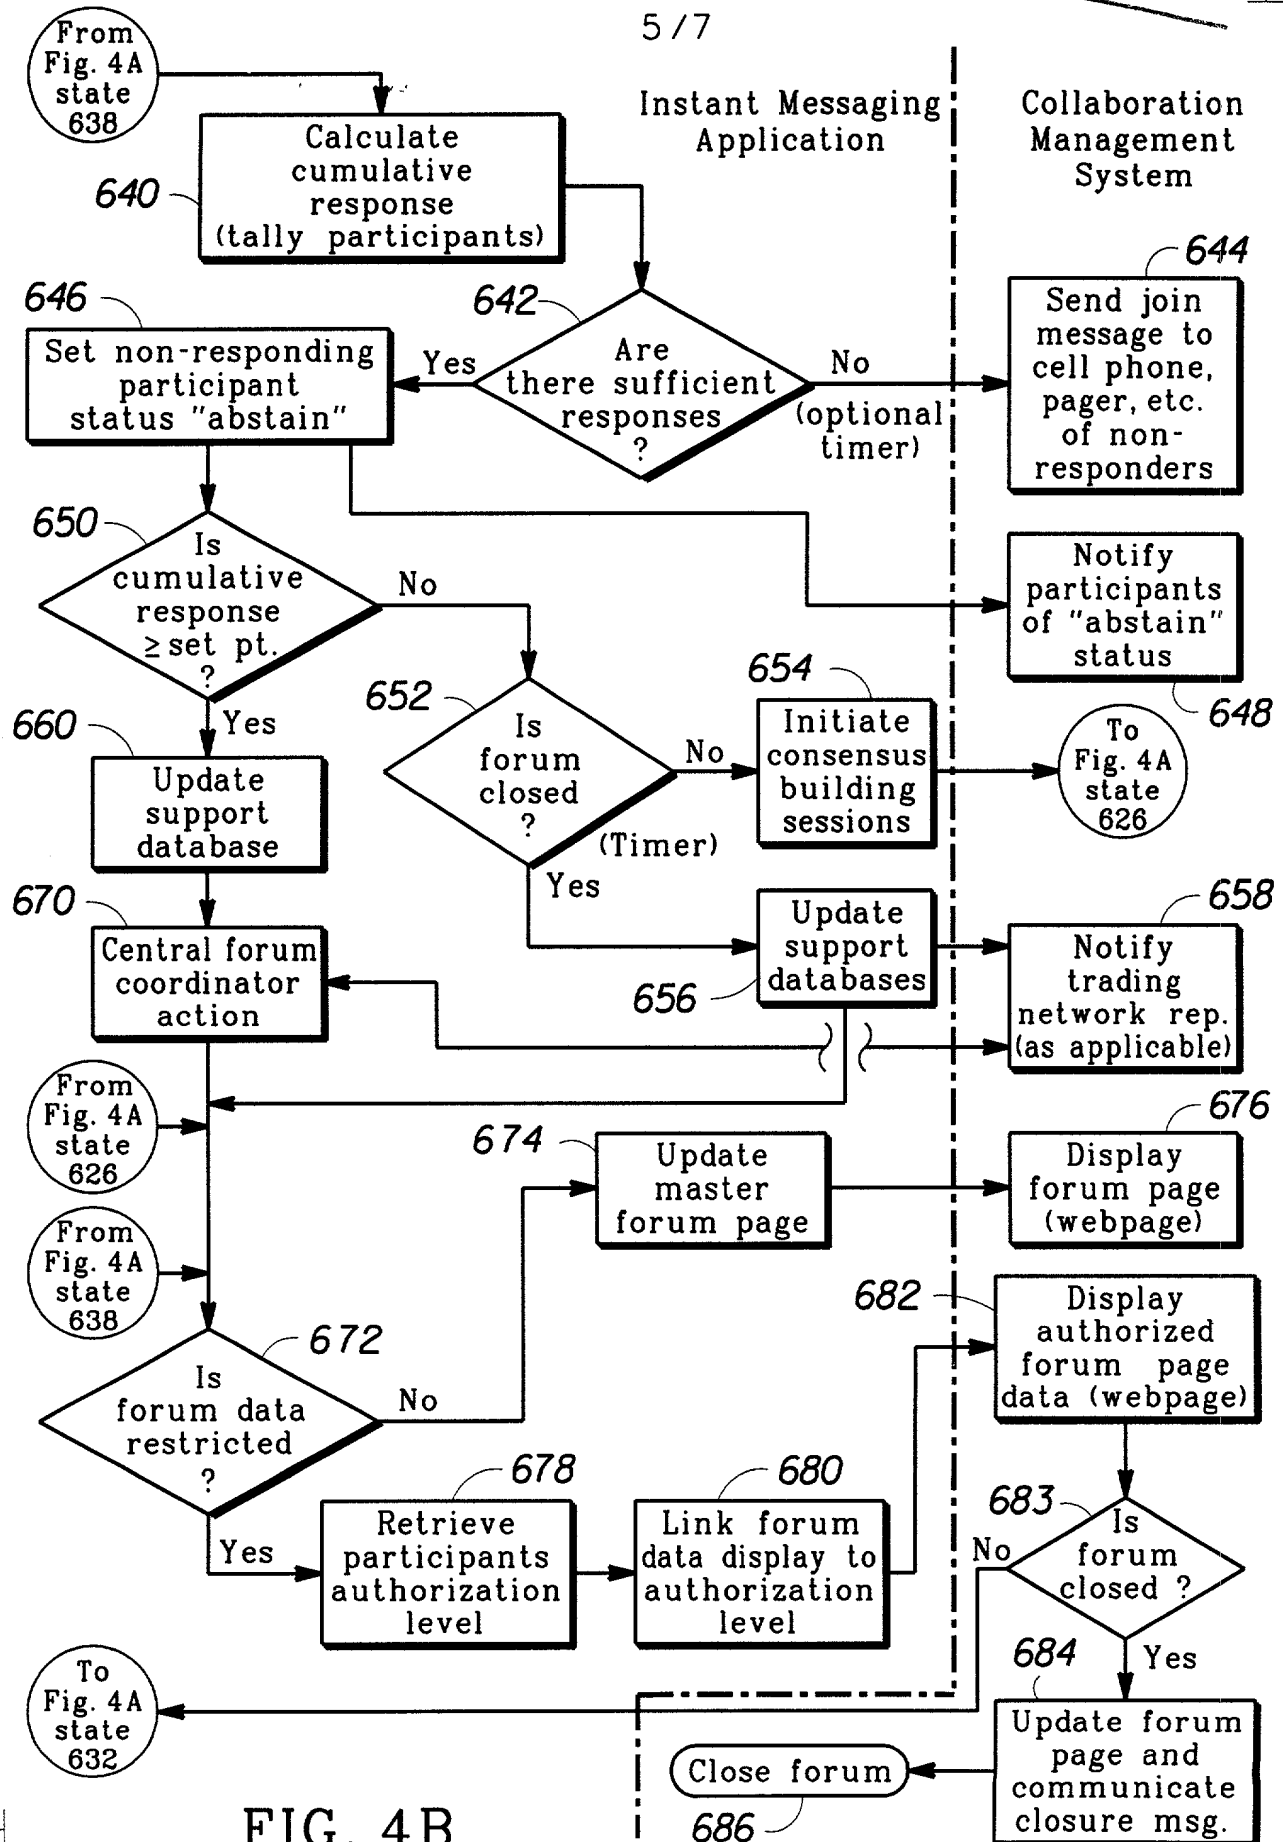 5/7
From
Fig. 4A
state
638
Instant Messaging
Application
Collaboration
Management
System
Calculate
cumulative
response
(tally participants)
640
644
Send join
message to
cell phone,
pager, etc.
of non-
responders
646
Set non-responding
participant
status "abstain"
642
Are
there sufficient
responses
?
Yes
No
(optional
timer)
650
Is
cumulative
response
≥set pt.
?
No
Yes
Notify
participants
of "abstain"
status
648
652
Is
forum
closed
?
No
(Timer)
Yes
654
Initiate
consensus
building
sessions
To
Fig. 4A
state
626
660
Update
support
database
670
Central forum
coordinator
action
Update
support
databases
656
658
Notify
trading
network rep.
(as applicable)
From
Fig. 4A
state
626
674
Update
master
forum page
676
Display
forum page
(webpage)
From
Fig. 4A
state
638
672
Is
forum data
restricted
?
No
Yes
682
Display
authorized
forum page
data (webpage)
678
Retrieve
participants
authorization
level
680
Link forum
data display to
authorization
level
683
Is
forum
closed ?
No
Yes
To
Fig. 4A
state
632
684
Update forum
page and
communicate
closure msg.
Close forum
686
FIG. 4B